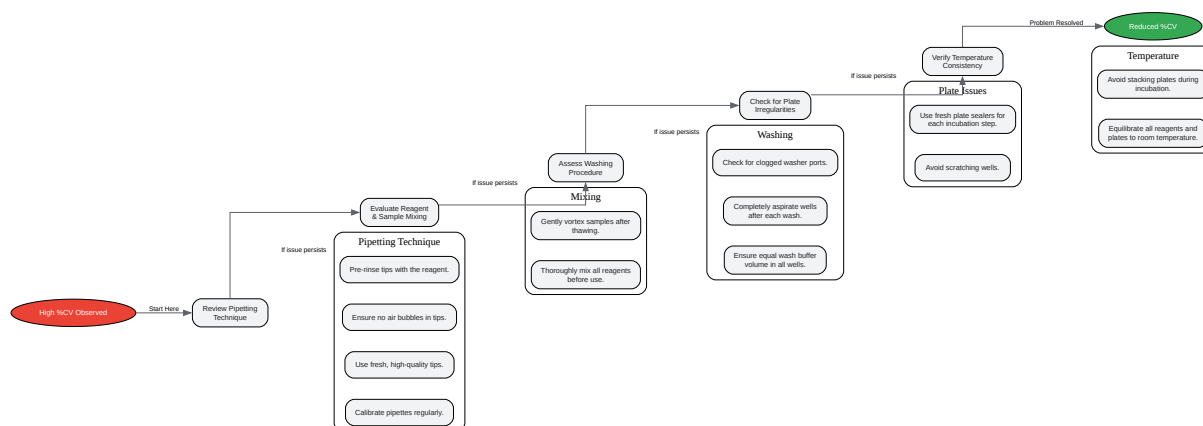 High %CV Observed
Start Here
Review Pipetting
Technique
If issue persists
Evaluate Reagent
& Sample Mixing
Pipetting Technique
Pre-rinse tips with the reagent.
Ensure no air bubbles in tips.
Use fresh, high-quality tips.
Calibrate pipettes regularly.
If issue persists
Assess Washing
Procedure
Mixing
Gently vortex samples after
thawing.
Thoroughly mix all reagents
before use.
If issue persists
Check for Plate
Irregularities
Washing
Check for clogged washer ports.
Completely aspirate wells
after each wash.
Ensure equal wash buffer
volume in all wells.
If issue persists
Verify Temperature
Consistency
Plate Issues
Use fresh plate sealers for
each incubation step.
Avoid scratching wells.
Problem Resolved
Reduced %CV
Temperature
Avoid stacking plates during
incubation.
Equilibrate all reagents and
plates to room temperature.